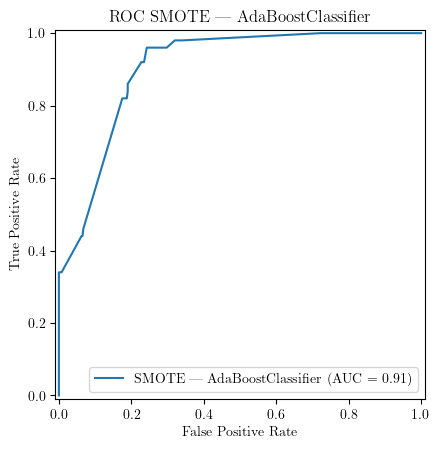 ROC SMOTE — AdaBoostClassifier
1.0
0.8
0.6
0.4
0.2
0.0
True Positive Rate
SMOTE — AdaBoostClassifier (AUC = 0.91)
0.0 0.2 0.4 0.6 0.8 1.0
False Positive Rate